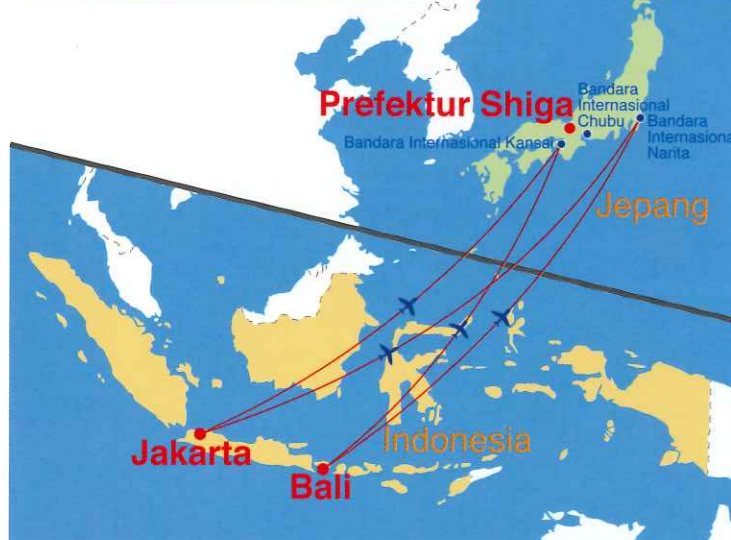 Prefektur Shiga
Bandara
Internasional
Chubu
Bandara
Internasional
Narita
Bandara Internasional Kansai
Jepang
Indonesia
Jakarta
Bali